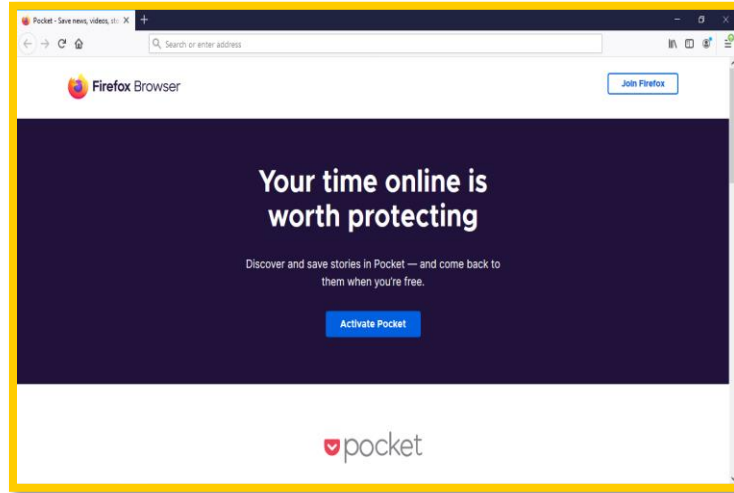 Pocket - Save news, videos, sto
Search or enter address
Firefox Browser
Join Firefox
Your time online is
worth protecting
Discover and save stories in Pocket — and come back to
them when you're free.
Activate Pocket
pocket